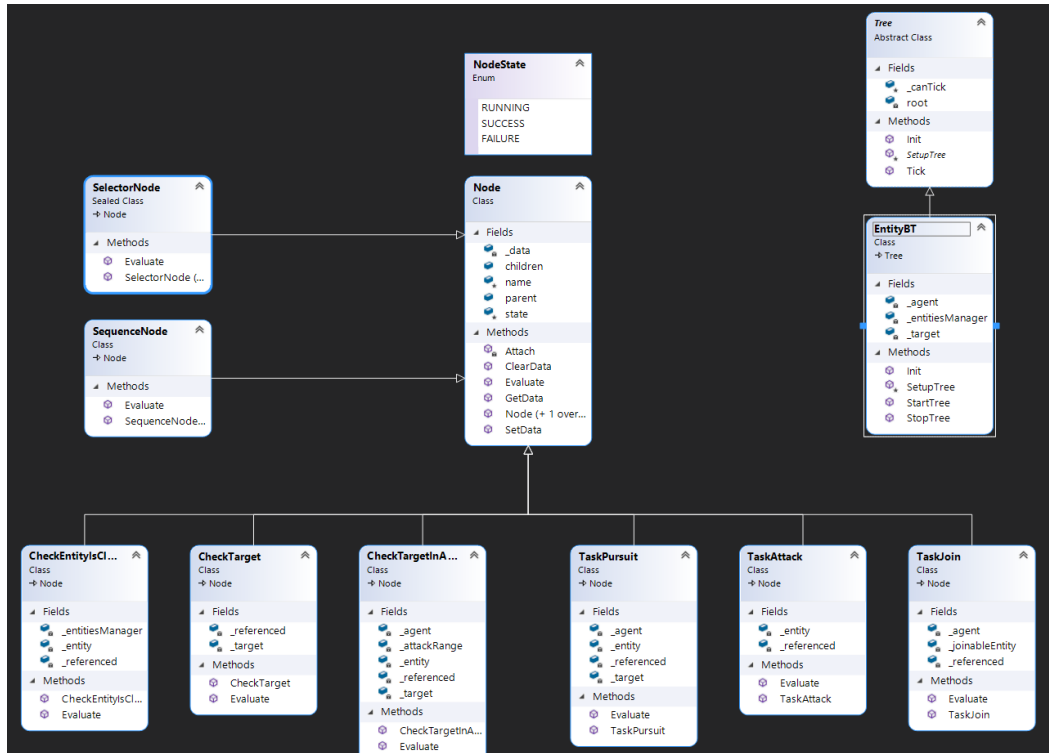 Tree
Abstract Class
Fields
_canTick
root
Methods
Init
SetupTree
Tick
NodeState
Enum
RUNNING
SUCCESS
FAILURE
SelectorNode
Sealed Class
Node
Methods
Evaluate
SelectorNode (...
Node
Class
Fields
_data
children
name
parent
state
Methods
Attach
ClearData
Evaluate
GetData
Node (+ 1 over...
SetData
EntityBT
Class
Tree
Fields
_agent
_entitiesManager
_target
Methods
Init
SetupTree
StartTree
StopTree
SequenceNode
Class
Node
Methods
Evaluate
SequenceNode...
CheckEntityIsCl...
Class
Node
Fields
_entitiesManager
_entity
_referenced
Methods
CheckEntityIsCl...
Evaluate
CheckTarget
Class
Node
Fields
_referenced
_target
Methods
CheckTarget
Evaluate
CheckTargetInA...
Class
Node
Fields
_agent
_attackRange
_entity
_referenced
_target
Methods
CheckTargetInA...
Evaluate
TaskPursuit
Class
Node
Fields
_agent
_entity
_referenced
_target
Methods
Evaluate
TaskPursuit
TaskAttack
Class
Node
Fields
_entity
_referenced
Methods
Evaluate
TaskAttack
TaskJoin
Class
Node
Fields
_agent
_joinableEntity
_referenced
Methods
Evaluate
TaskJoin